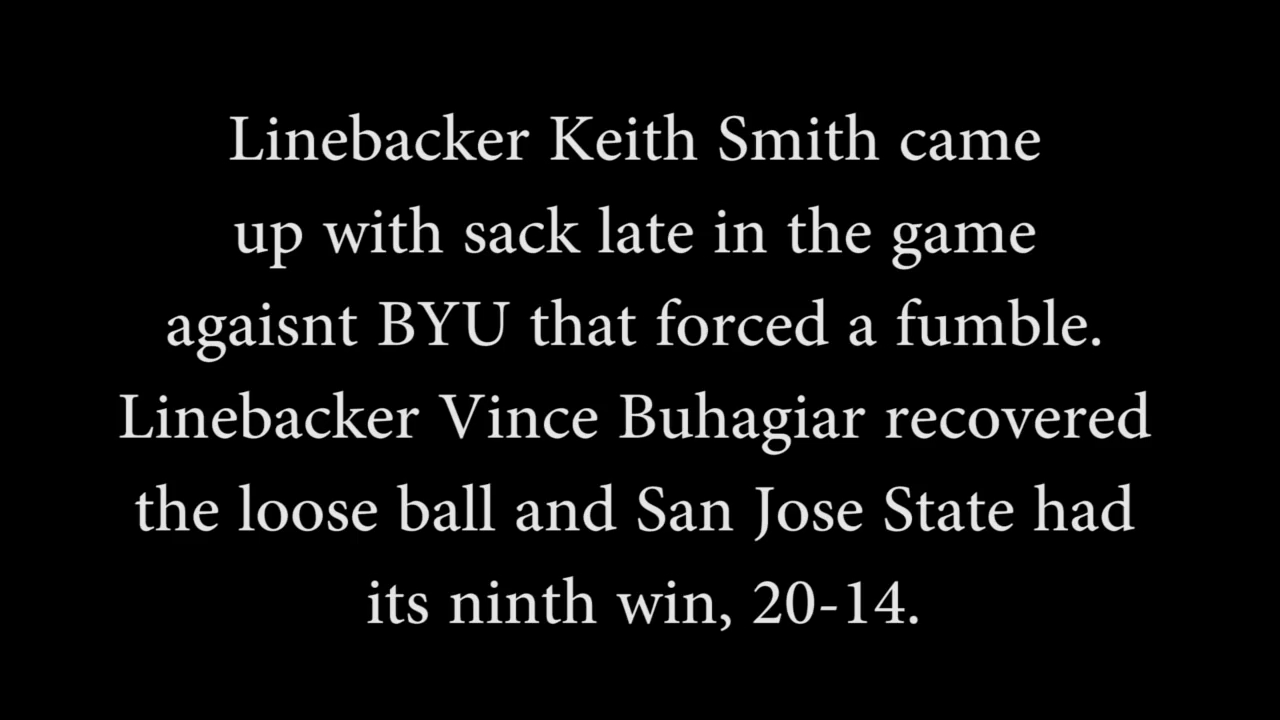 Linebacker Keith Smith came
up with sack late in the game
agaisnt BYU that forced a fumble.
Linebacker Vince Buhagiar recovered
the loose ball and San Jose State had
its ninth win, 20-14.